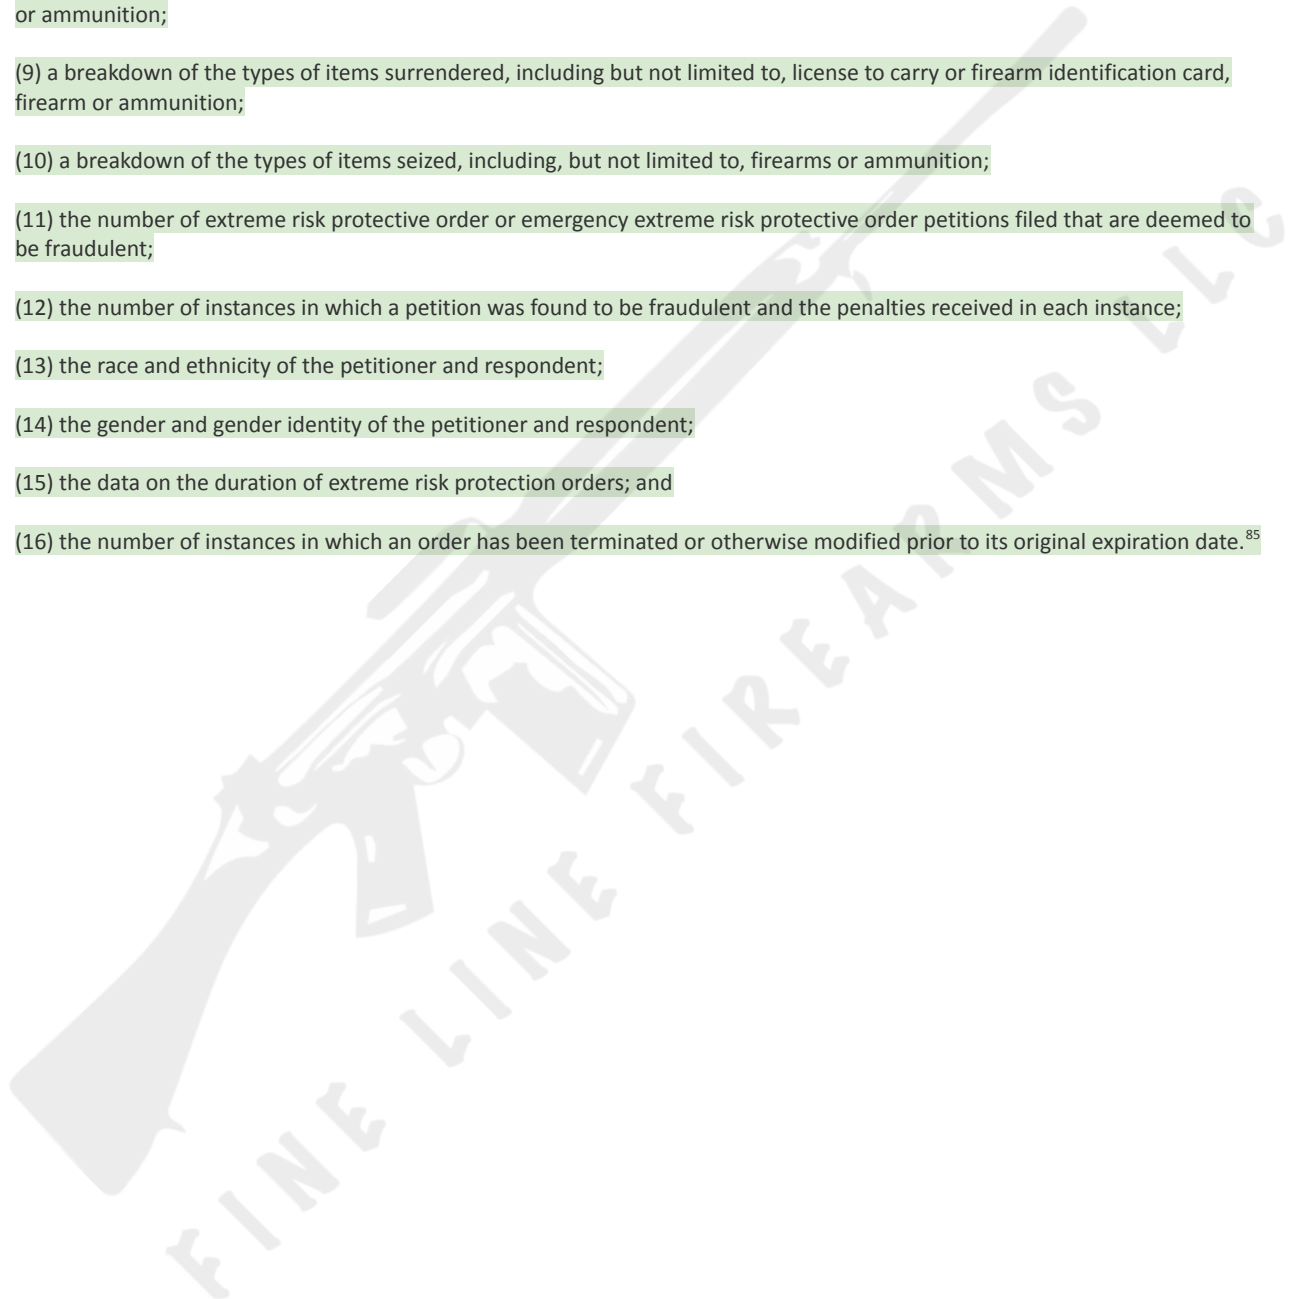 or ammunition;
(9) a breakdown of the types of items surrendered, including but not limited to, license to carry or firearm identification card,
firearm or ammunition;
(10) a breakdown of the types of items seized, including, but not limited to, firearms or ammunition;
(11) the number of extreme risk protective order or emergency extreme risk protective order petitions filed that are deemed to
be fraudulent;
(12) the number of instances in which a petition was found to be fraudulent and the penalties received in each instance;
(13) the race and ethnicity of the petitioner and respondent;
(14) the gender and gender identity of the petitioner and respondent;
(15) the data on the duration of extreme risk protection orders; and
(16) the number of instances in which an order has been terminated or otherwise modified prior to its original expiration date.85
FINE LINE FIREARMS LLC